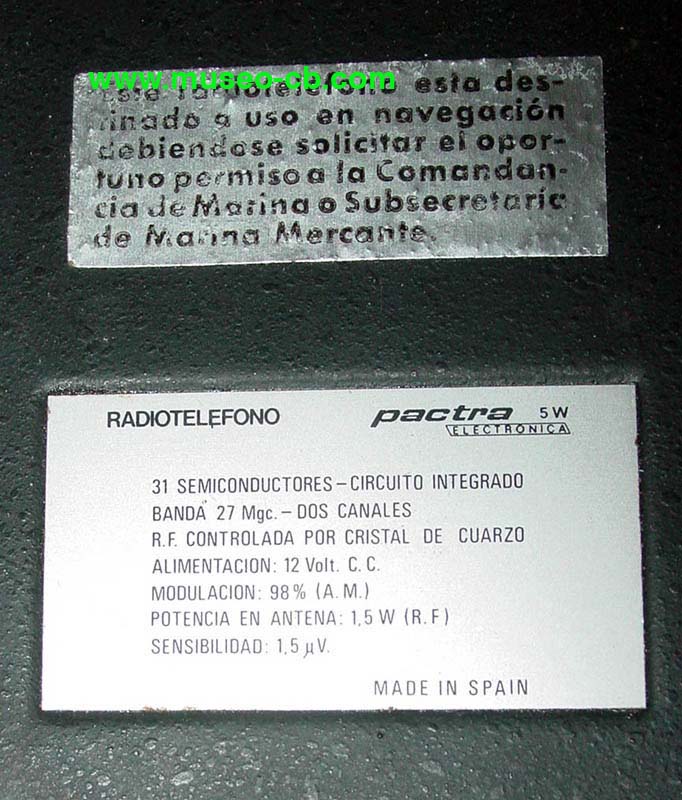 www.museo-cb.com
Este radiotelefono esta des-
tinado a uso en navegación
debiendose solicitar el opor-
tuno permiso a la Comandan-
cia de Marina o Subsecretaria
de Marina Mercante.
RADIOTELEFONO pactra 5 W
ELECTRONICA
31 SEMICONDUCTORES – CIRCUITO INTEGRADO
BANDA 27 Mgc. – DOS CANALES
R.F. CONTROLADA POR CRISTAL DE CUARZO
ALIMENTACION: 12 Volt. C.C.
MODULACION: 98% (A.M.)
POTENCIA EN ANTENA: 1,5 W (R.F)
SENSIBILIDAD: 1,5 µV.
MADE IN SPAIN